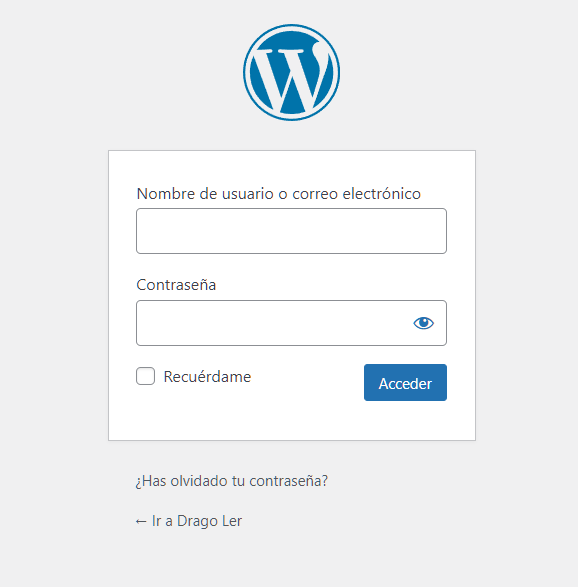 Nombre de usuario o correo electrónico
Contraseña
Recuérdame
Acceder
¿Has olvidado tu contraseña?
← Ir a Drago Ler